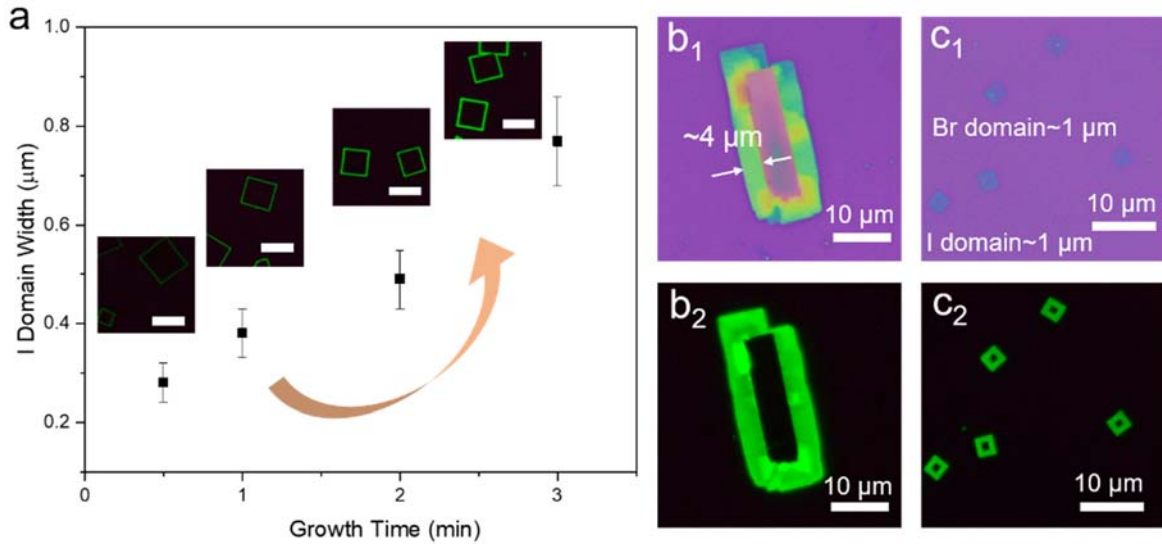 a
I Domain Width (μm)
1.0
0.8
0.6
0.4
0.2
0
1
2
3
Growth Time (min)
b1
~4 μm
10 μm
c1
Br domain~1 μm
I domain~1 μm
10 μm
b2
10 μm
c2
10 μm